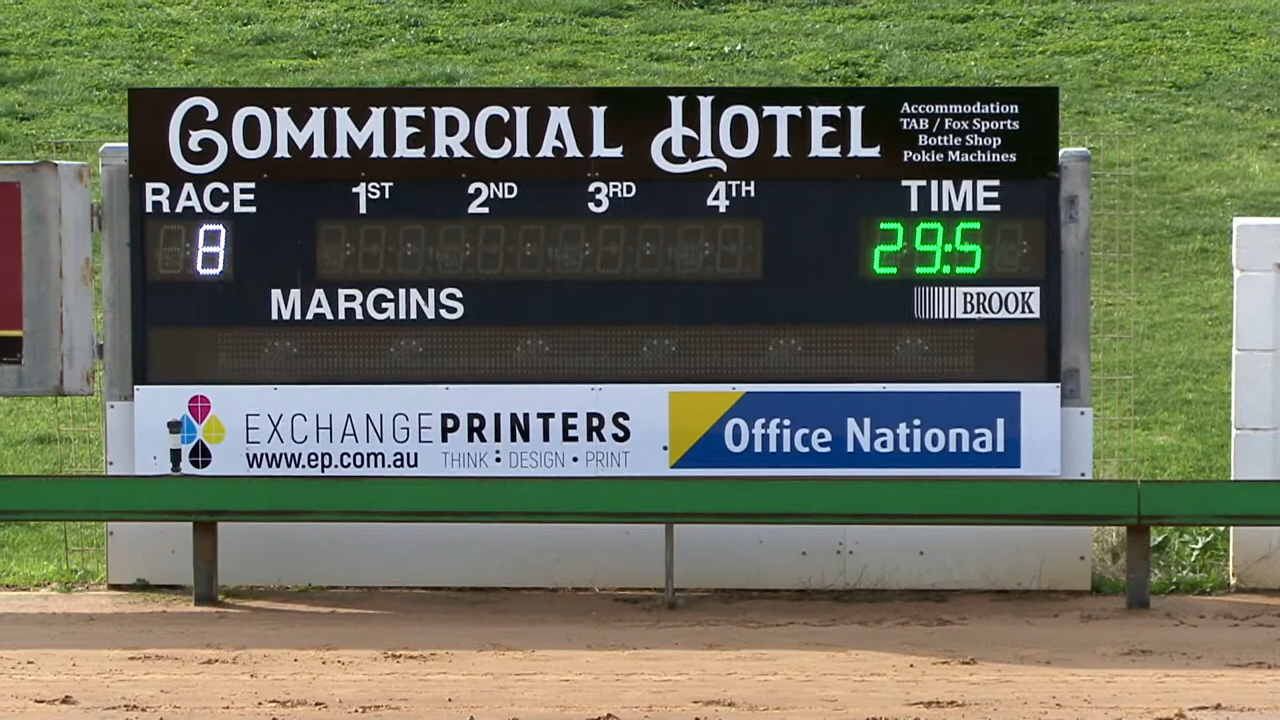 COMMERCIAL HOTEL
Accommodation
TAB / Fox Sports
Bottle Shop
Pokie Machines
RACE 1ST 2ND 3RD 4TH TIME
8 29:5
MARGINS
BROOK
EXCHANGEPRINTERS
www.ep.com.au THINK • DESIGN • PRINT
Office National